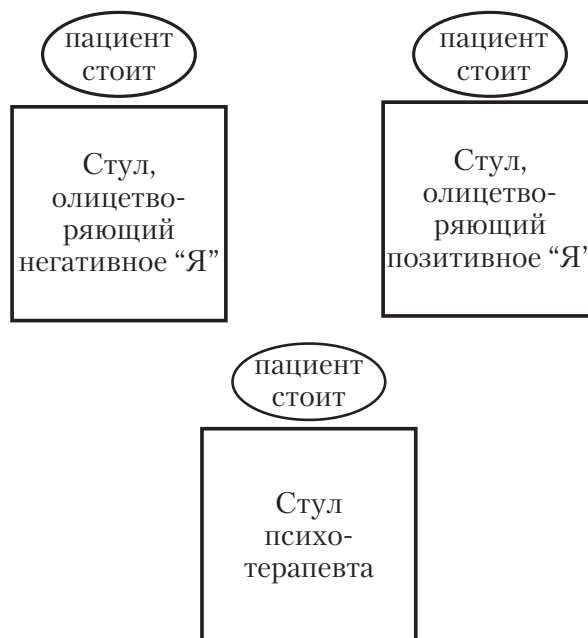 пациент
стоит
пациент
стоит
Стул,
олицетво-
ряющий
негативное “Я”
Стул,
олицетво-
ряющий
позитивное “Я”
пациент
стоит
Стул
психо-
терапевта